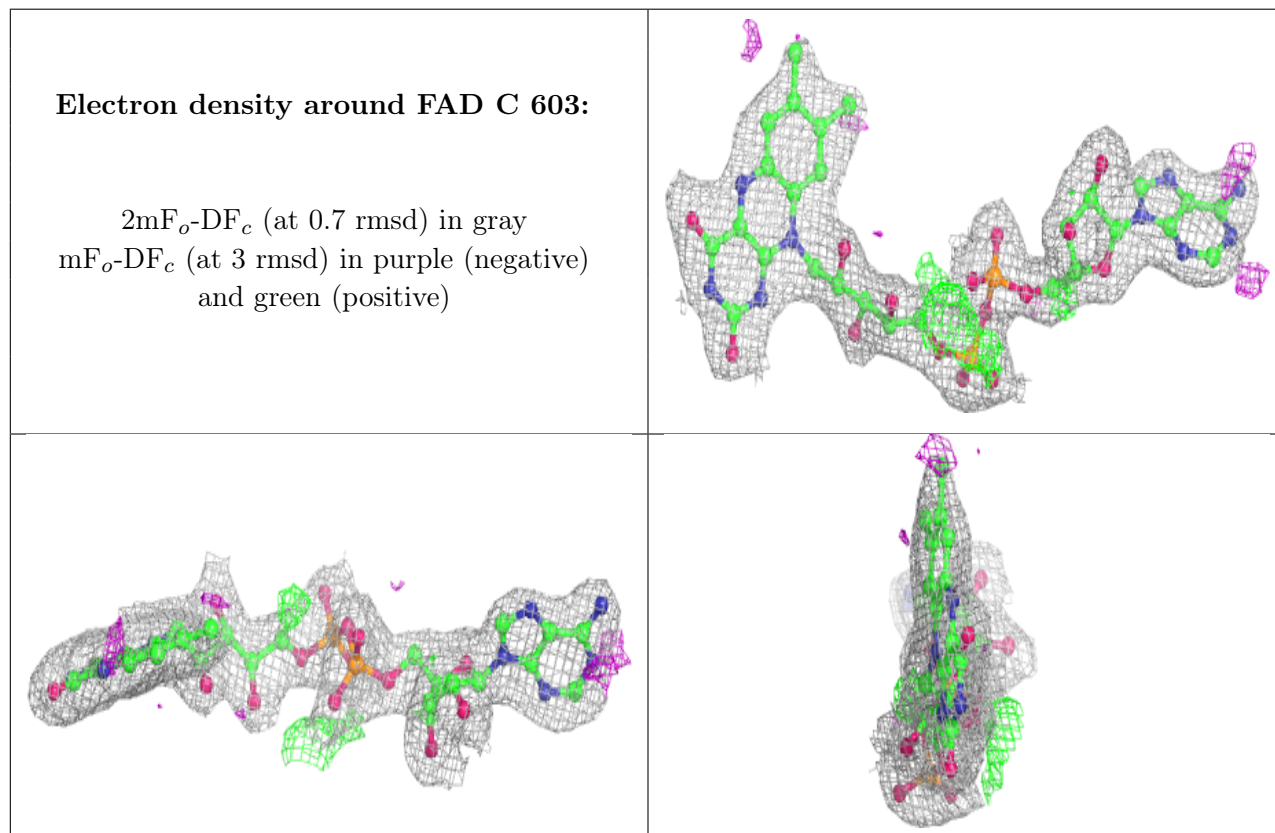 Electron density around FAD C 603:
2mFo-DFc (at 0.7 rmsd) in gray
mFo-DFc (at 3 rmsd) in purple (negative)
and green (positive)